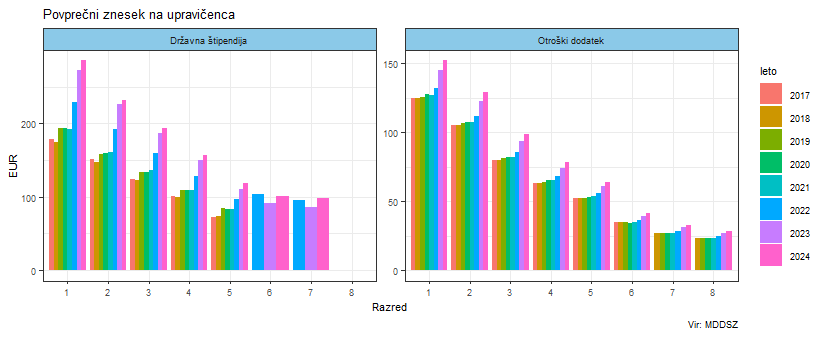 Povprečni znesek na upravičenca
Državna štipendija
Otroški dodatek
EUR
200
100
0
150
100
50
0
1 2 3 4 5 6 7 8
1 2 3 4 5 6 7 8
Razred
leto
2017
2018
2019
2020
2021
2022
2023
2024
Vir: MDDSZ